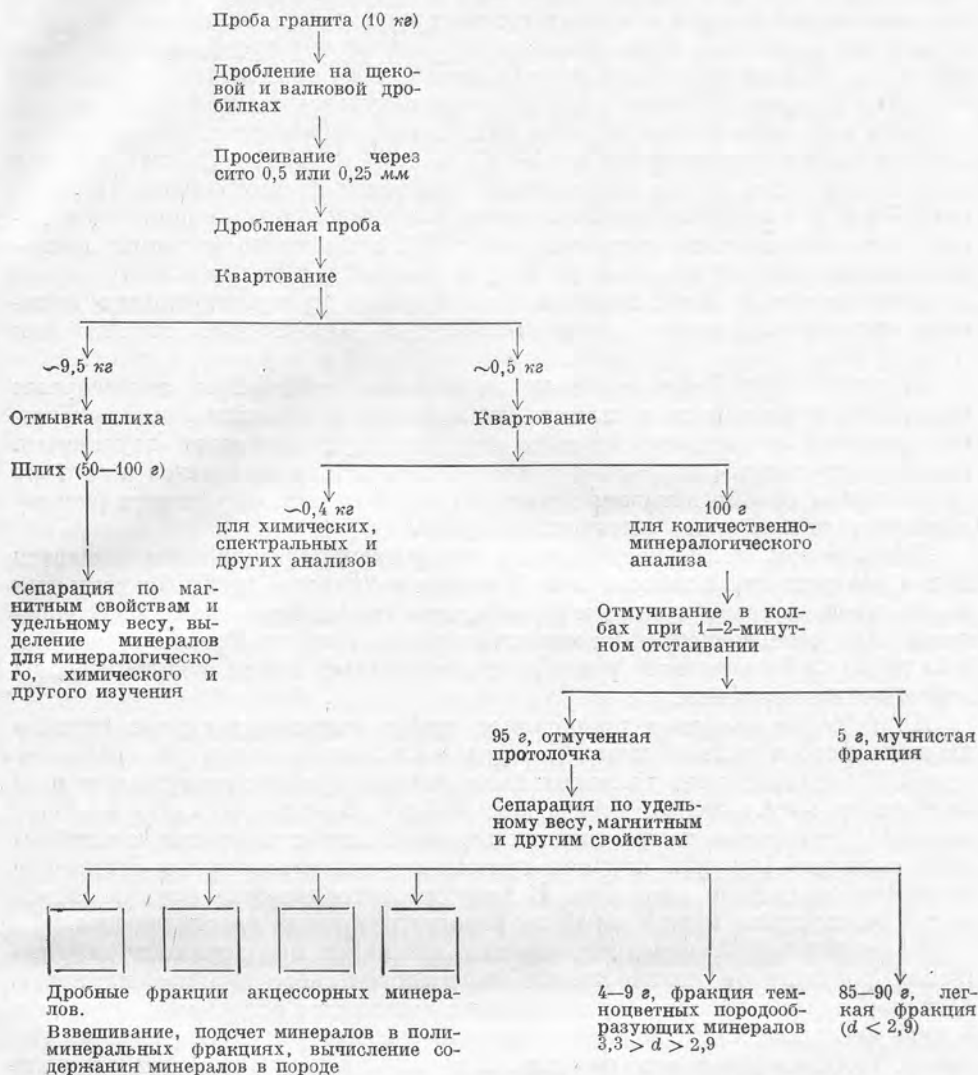 Проба гранита (10 кг)
Дробление на щеко-
вой и валковой дро-
билках
Просеивание через
сито 0,5 или 0,25 мм
Дробленая проба
Квартование
~9,5 кг
~0,5 кг
Отмывка шлиха
Квартование
Шлих (50—100 г)
~0,4 кг
для химических,
спектральных и
других анализов
100 г
для количественно-
минералогического
анализа
Сепарация по маг-
нитным свойствам и
удельному весу, вы-
деление минералов
для минералогическо-
го, химического и
другого изучения
Отмучивание в кол-
бах при 1—2-минут-
ном отстаивании
95 г, отмученная
протолочка
5 г, мучнистая
фракция
Сепарация по удель-
ному весу, магнитным
и другим свойствам
Дробные фракции акцессорных минера-
лов.
Взвешивание, подсчет минералов в поли-
минеральных фракциях, вычисление со-
держания минералов в породе
4—9 г, фракция тем-
ноцветных породооб-
разующих минералов
3,3 > d > 2,9
85—90 г, лег-
кая фракция
(d < 2,9)